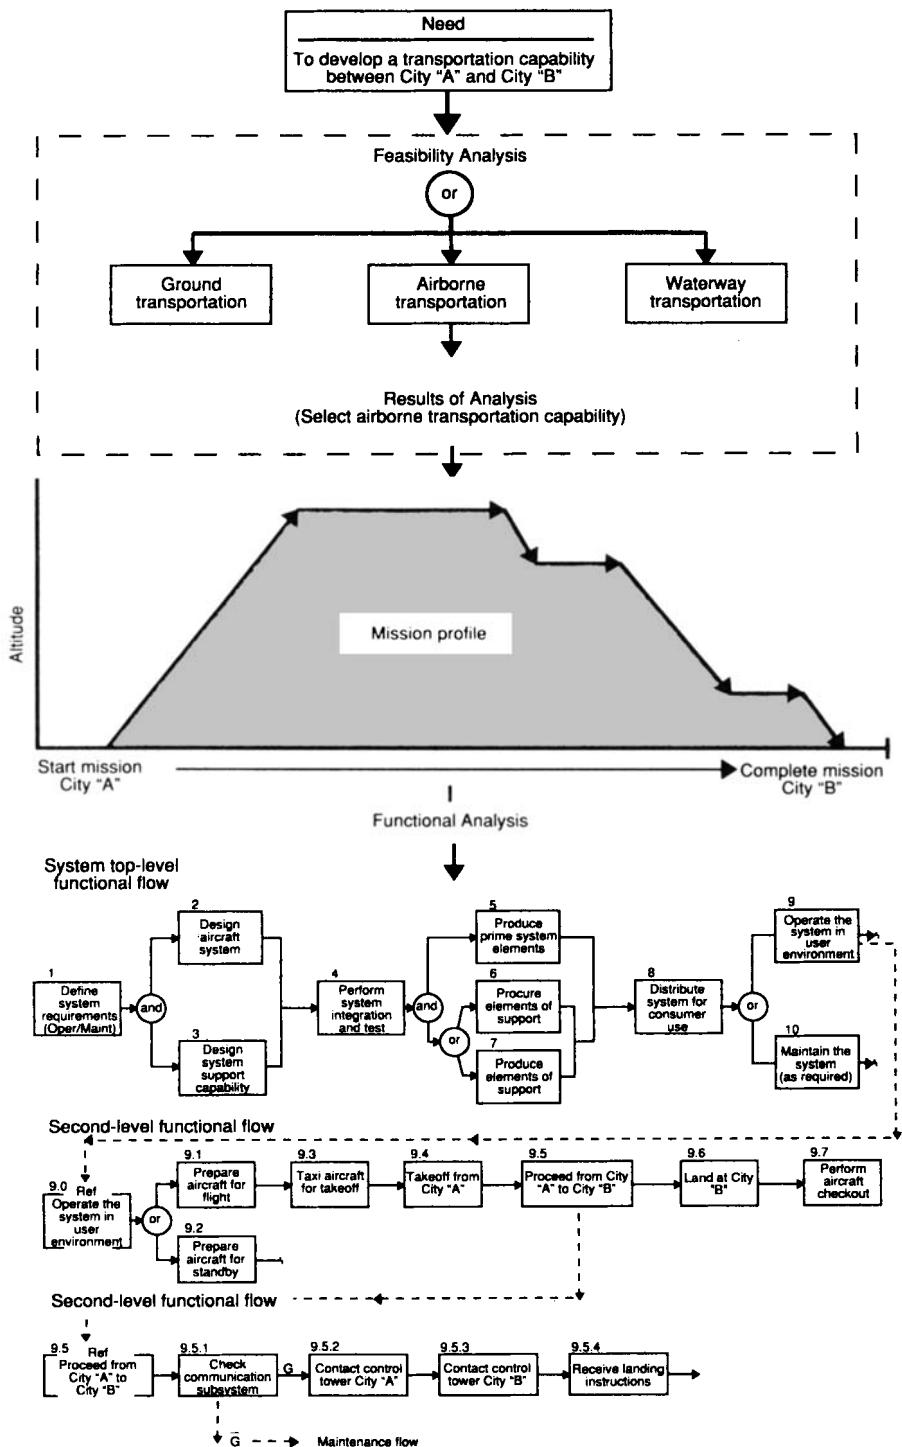 Need
To develop a transportation capability
between City "A" and City "B"
Feasibility Analysis
or
Ground
transportation
Airborne
transportation
Waterway
transportation
Results of Analysis
(Select airborne transportation capability)
Altitude
Mission profile
Start mission
City "A"
Complete mission
City "B"
Functional Analysis
System top-level
functional flow
1
Define
system
requirements
(Oper/Maint)
and
2
Design
aircraft
system
3
Design
system
support
capability
4
Perform
system
integration
and test
and
or
5
Produce
prime system
elements
6
Procure
elements of
support
7
Produce
elements of
support
8
Distribute
system for
consumer
use
or
9
Operate the
system in
user
environment
10
Maintain the
system
(as required)
Second-level functional flow
9.0
Ref
Operate the
system in
user
environment
or
9.1
Prepare
aircraft for
flight
9.2
Prepare
aircraft for
standby
9.3
Taxi aircraft
for takeoff
9.4
Takeoff from
City "A"
9.5
Proceed from City
"A" to City "B"
9.6
Land at City
"B"
9.7
Perform
aircraft
checkout
Second-level functional flow
9.5
Ref
Proceed from
City "A" to
City "B"
9.5.1
Check
communication
subsystem
G
9.5.2
Contact control
tower City "A"
9.5.3
Contact control
tower City "B"
9.5.4
Receive landing
instructions
G̅
Maintenance flow